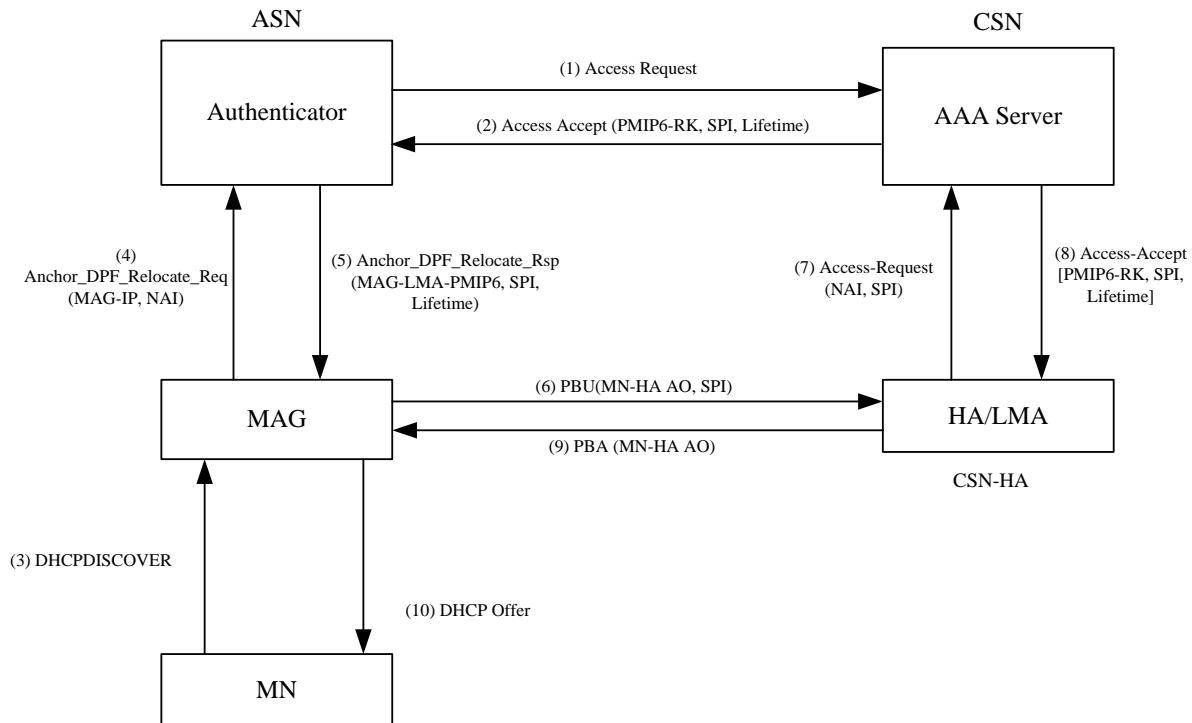 ASN
CSN
(1) Access Request
Authenticator
AAA Server
(2) Access Accept (PMIP6-RK, SPI, Lifetime)
(4)
Anchor_DPF_Relocate_Req
(MAG-IP, NAI)
(5) Anchor_DPF_Relocate_Rsp
(MAG-LMA-PMIP6, SPI,
Lifetime)
(7) Access-Request
(NAI, SPI)
(8) Access-Accept
[PMIP6-RK, SPI,
Lifetime]
(6) PBU(MN-HA AO, SPI)
MAG
HA/LMA
(9) PBA (MN-HA AO)
CSN-HA
(3) DHCPDISCOVER
(10) DHCP Offer
MN